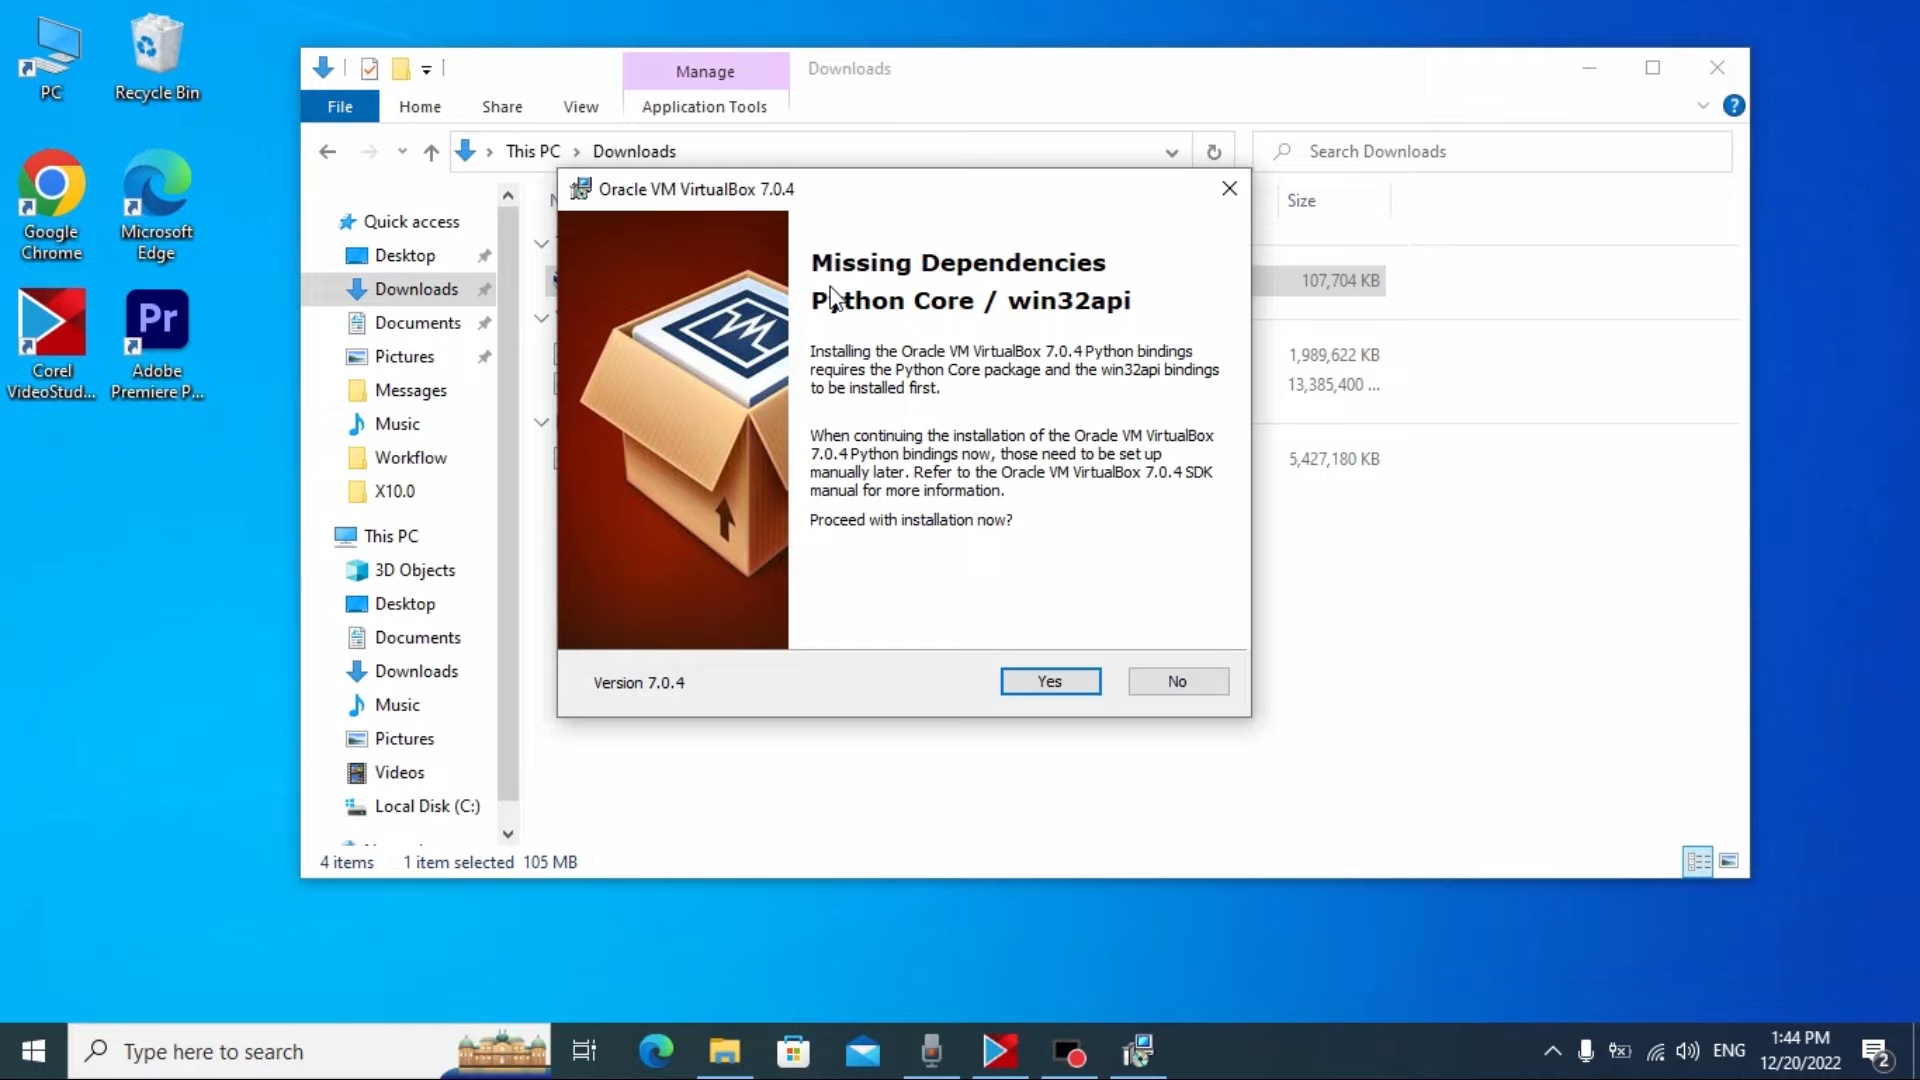 PC
Recycle Bin
Google
Chrome
Microsoft
Edge
Corel
VideoStud...
Pr
Adobe
Premiere P...
Manage
Downloads
File
Home
Share
View
Application Tools
?
This PC
Downloads
Search Downloads
Size
Quick access
Desktop
Downloads
Documents
Pictures
Messages
Music
Workflow
X10.0
This PC
3D Objects
Desktop
Documents
Downloads
Music
Pictures
Videos
Local Disk (C:)
107,704 KB
1,989,622 KB
13,385,400 ...
5,427,180 KB
Oracle VM VirtualBox 7.0.4
Missing Dependencies
Python Core / win32api
Installing the Oracle VM VirtualBox 7.0.4 Python bindings
requires the Python Core package and the win32api bindings
to be installed first.
When continuing the installation of the Oracle VM VirtualBox
7.0.4 Python bindings now, those need to be set up
manually later. Refer to the Oracle VM VirtualBox 7.0.4 SDK
manual for more information.
Proceed with installation now?
Version 7.0.4
Yes
No
4 items
1 item selected 105 MB
Type here to search
ENG
1:44 PM
12/20/2022
2